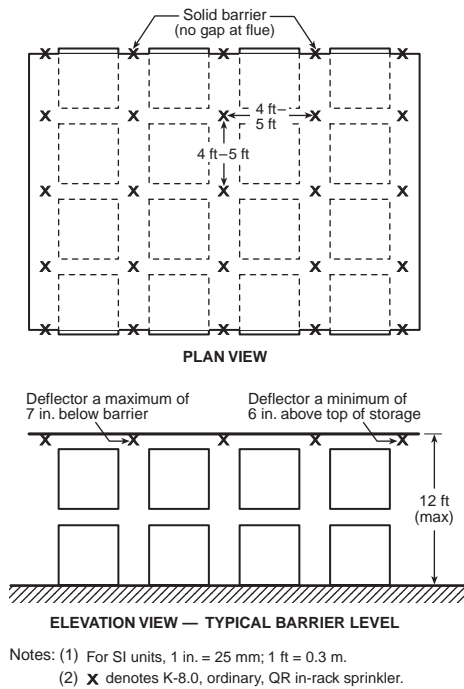 Solid barrier
(no gap at flue)
X X X X X
4 ft–
5 ft
X X X X X
4 ft–5 ft
X X X X X
X X X X X
X X X X X
PLAN VIEW
Deflector a maximum of
7 in. below barrier
Deflector a minimum of
6 in. above top of storage
X X X X X
12 ft
(max)
ELEVATION VIEW — TYPICAL BARRIER LEVEL
Notes: (1) For SI units, 1 in. = 25 mm; 1 ft = 0.3 m.
(2) X denotes K-8.0, ordinary, QR in-rack sprinkler.